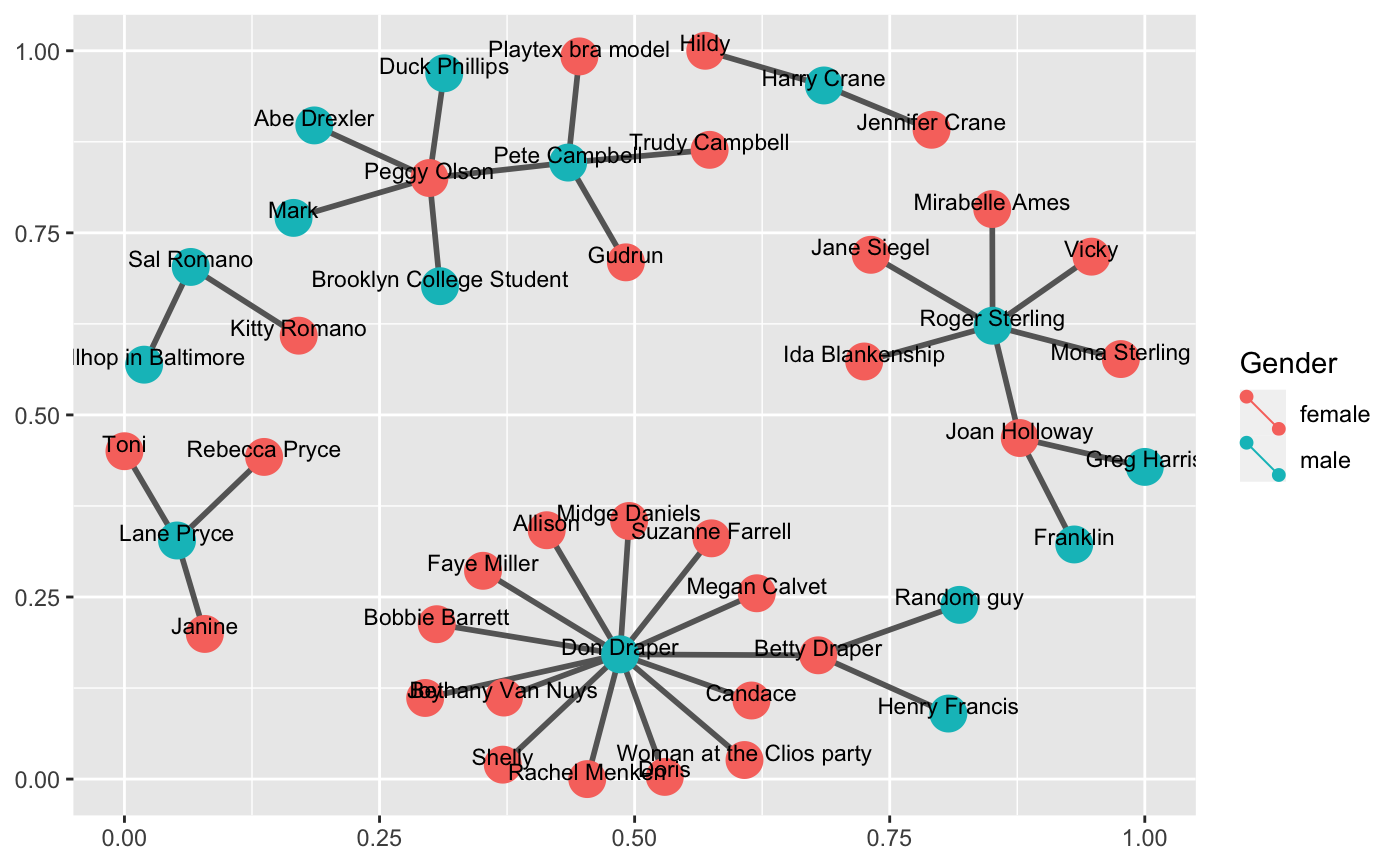 1.00
0.75
0.50
0.25
0.00
Playtex bra model
Hildy
Duck Phillips
Harry Crane
Abe Drexler
Jennifer Crane
Trudy Campbell
Pete Campbell
Peggy Olson
Mark
Mirabelle Ames
Jane Siegel
Vicky
Sal Romano
Gudrun
Brooklyn College Student
Roger Sterling
Kitty Romano
llhop in Baltimore
Ida Blankenship
Mona Sterling
Joan Holloway
Toni
Rebecca Pryce
Greg Harris
Lane Pryce
Midge Daniels
Allison
Suzanne Farrell
Franklin
Faye Miller
Megan Calvet
Random guy
Bobbie Barrett
Janine
Don Draper
Betty Draper
Joy
Bethany Van Nuys
Candace
Henry Francis
Shelly
Woman at the Clios party
Rachel Menken
Doris
0.00
0.25
0.50
0.75
1.00
Gender
female
male